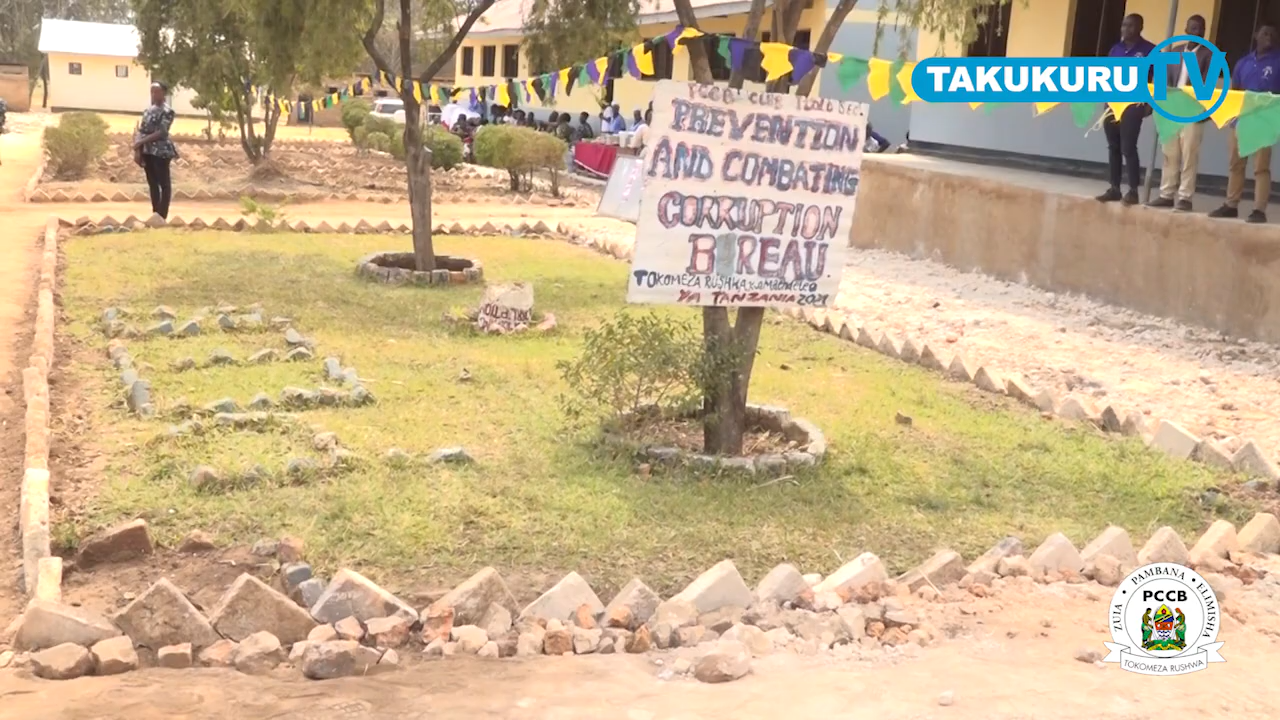 TAKUKURU TV
PREVENTION
AND COMBATING
CORRUPTION
BUREAU
TOKOMEZA RUSHWA
YA TANZANIA 2021
ZUIA • PAMBANA • ELIMISHA
PCCB
TOKOMEZA RUSHWA